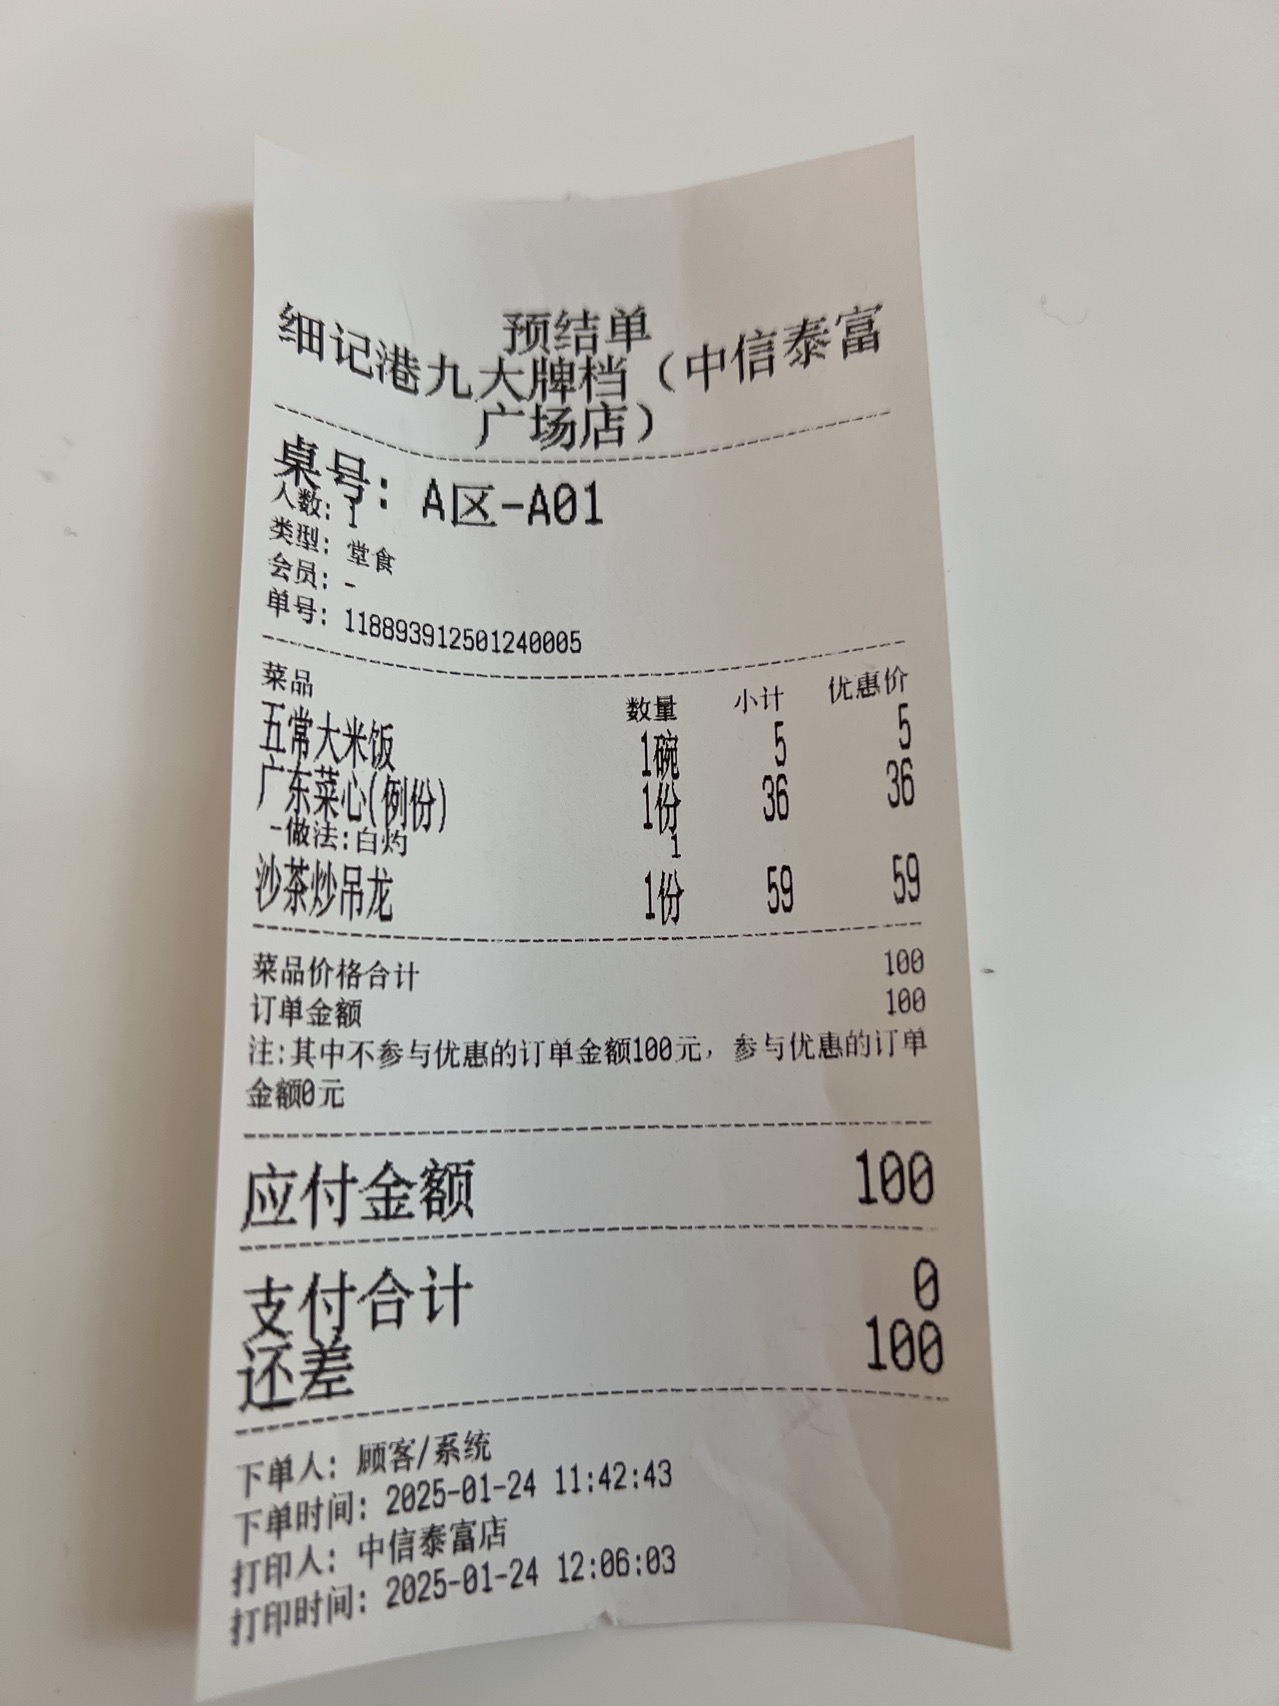 预结单
细记港九大牌档（中信泰富
广场店）
桌号: A区-A01
人数: 1
类型: 堂食
会员: -
单号: 118893912501240005
菜品 数量 小计 优惠价
五常大米饭 1碗 5 5
广东菜心(例份) 1份 36 36
-做法:白灼 1
沙茶炒吊龙 1份 59 59
菜品价格合计 100
订单金额 100
注:其中不参与优惠的订单金额100元，参与优惠的订单
金额0元
应付金额 100
支付合计 0
还差 100
下单人: 顾客/系统
下单时间: 2025-01-24 11:42:43
打印人: 中信泰富店
打印时间: 2025-01-24 12:06:03